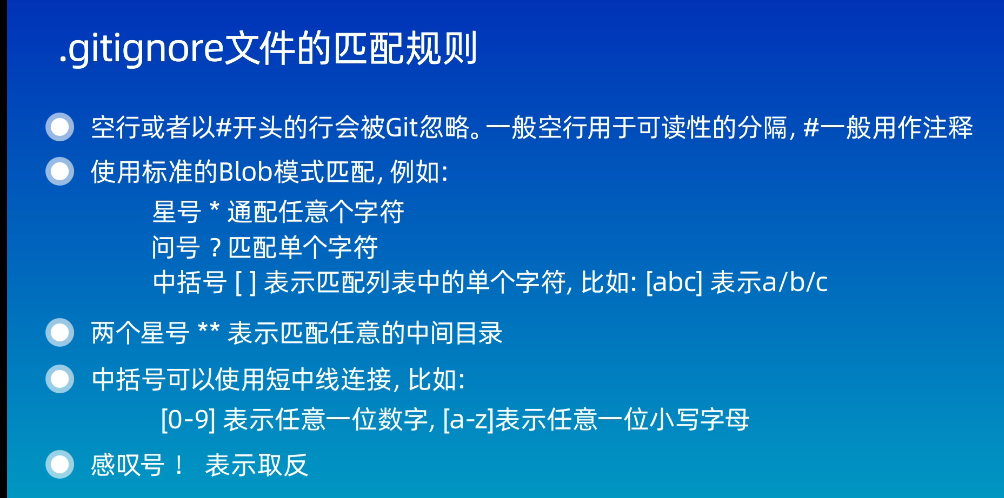 .gitignore文件的匹配规则
空行或者以#开头的行会被Git忽略。一般空行用于可读性的分隔, #一般用作注释
使用标准的Blob模式匹配, 例如:
星号 * 通配任意个字符
问号 ? 匹配单个字符
中括号 [ ] 表示匹配列表中的单个字符, 比如: [abc] 表示a/b/c
两个星号 ** 表示匹配任意的中间目录
中括号可以使用短中线连接, 比如:
[0-9] 表示任意一位数字, [a-z]表示任意一位小写字母
感叹号 ! 表示取反